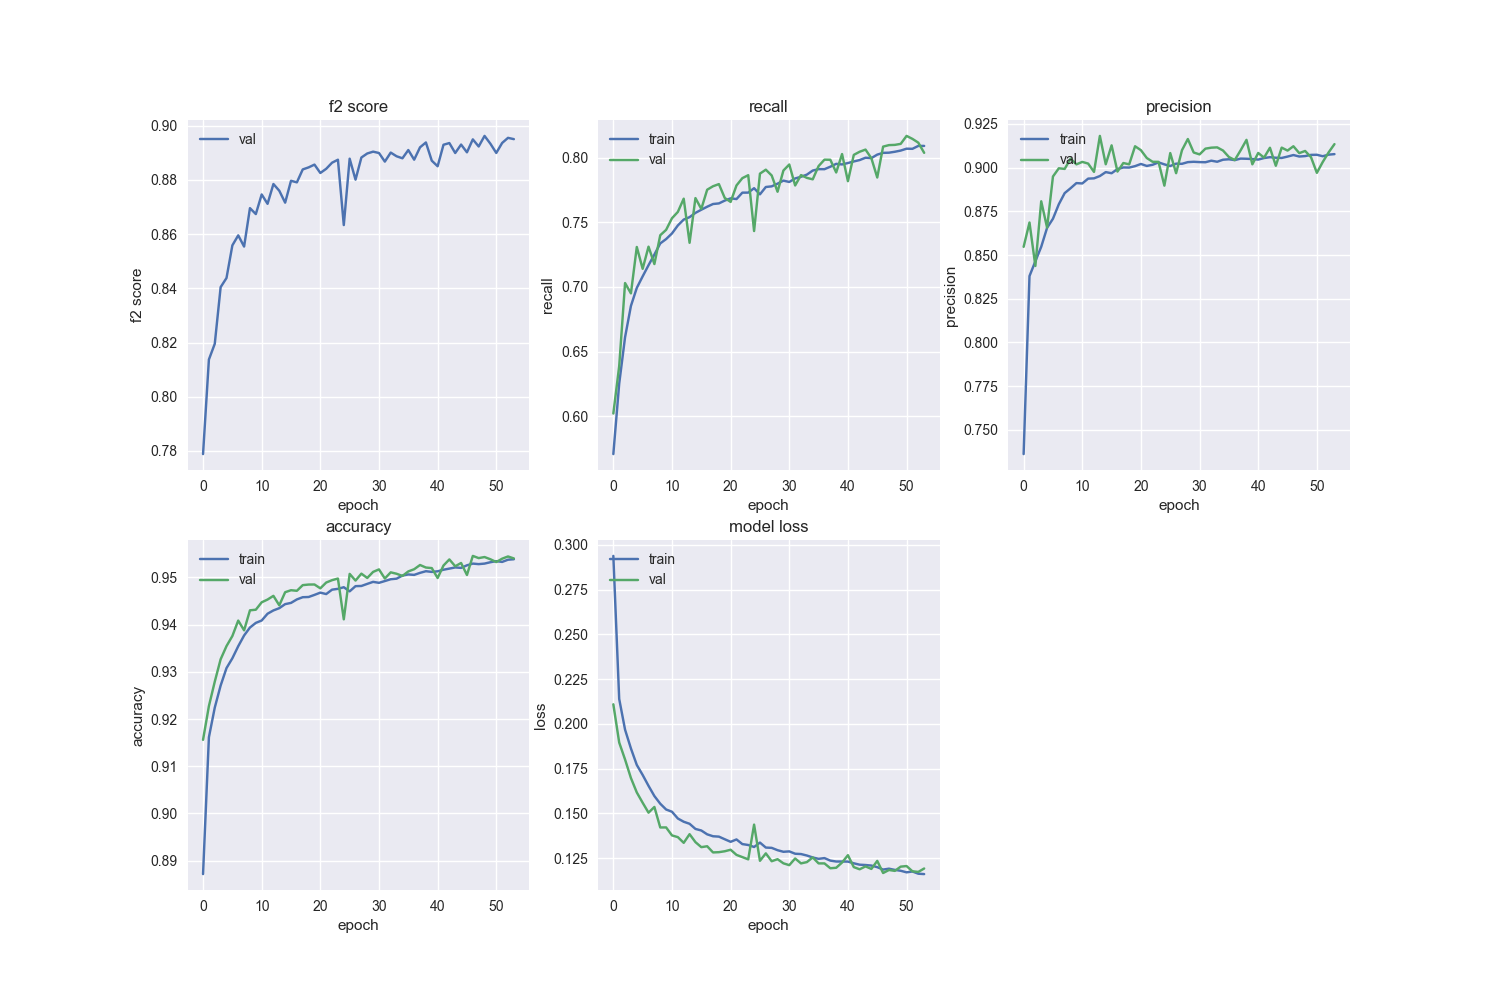 f2 score
0.90
0.88
0.86
0.84
0.82
0.80
0.78
f2 score
val
0 10 20 30 40 50
epoch
recall
0.80
0.75
0.70
0.65
0.60
recall
train
val
0 10 20 30 40 50
epoch
precision
0.925
0.900
0.875
0.850
0.825
0.800
0.775
0.750
precision
train
val
0 10 20 30 40 50
epoch
accuracy
0.95
0.94
0.93
0.92
0.91
0.90
0.89
accuracy
train
val
0 10 20 30 40 50
epoch
model loss
0.300
0.275
0.250
0.225
0.200
0.175
0.150
0.125
loss
train
val
0 10 20 30 40 50
epoch